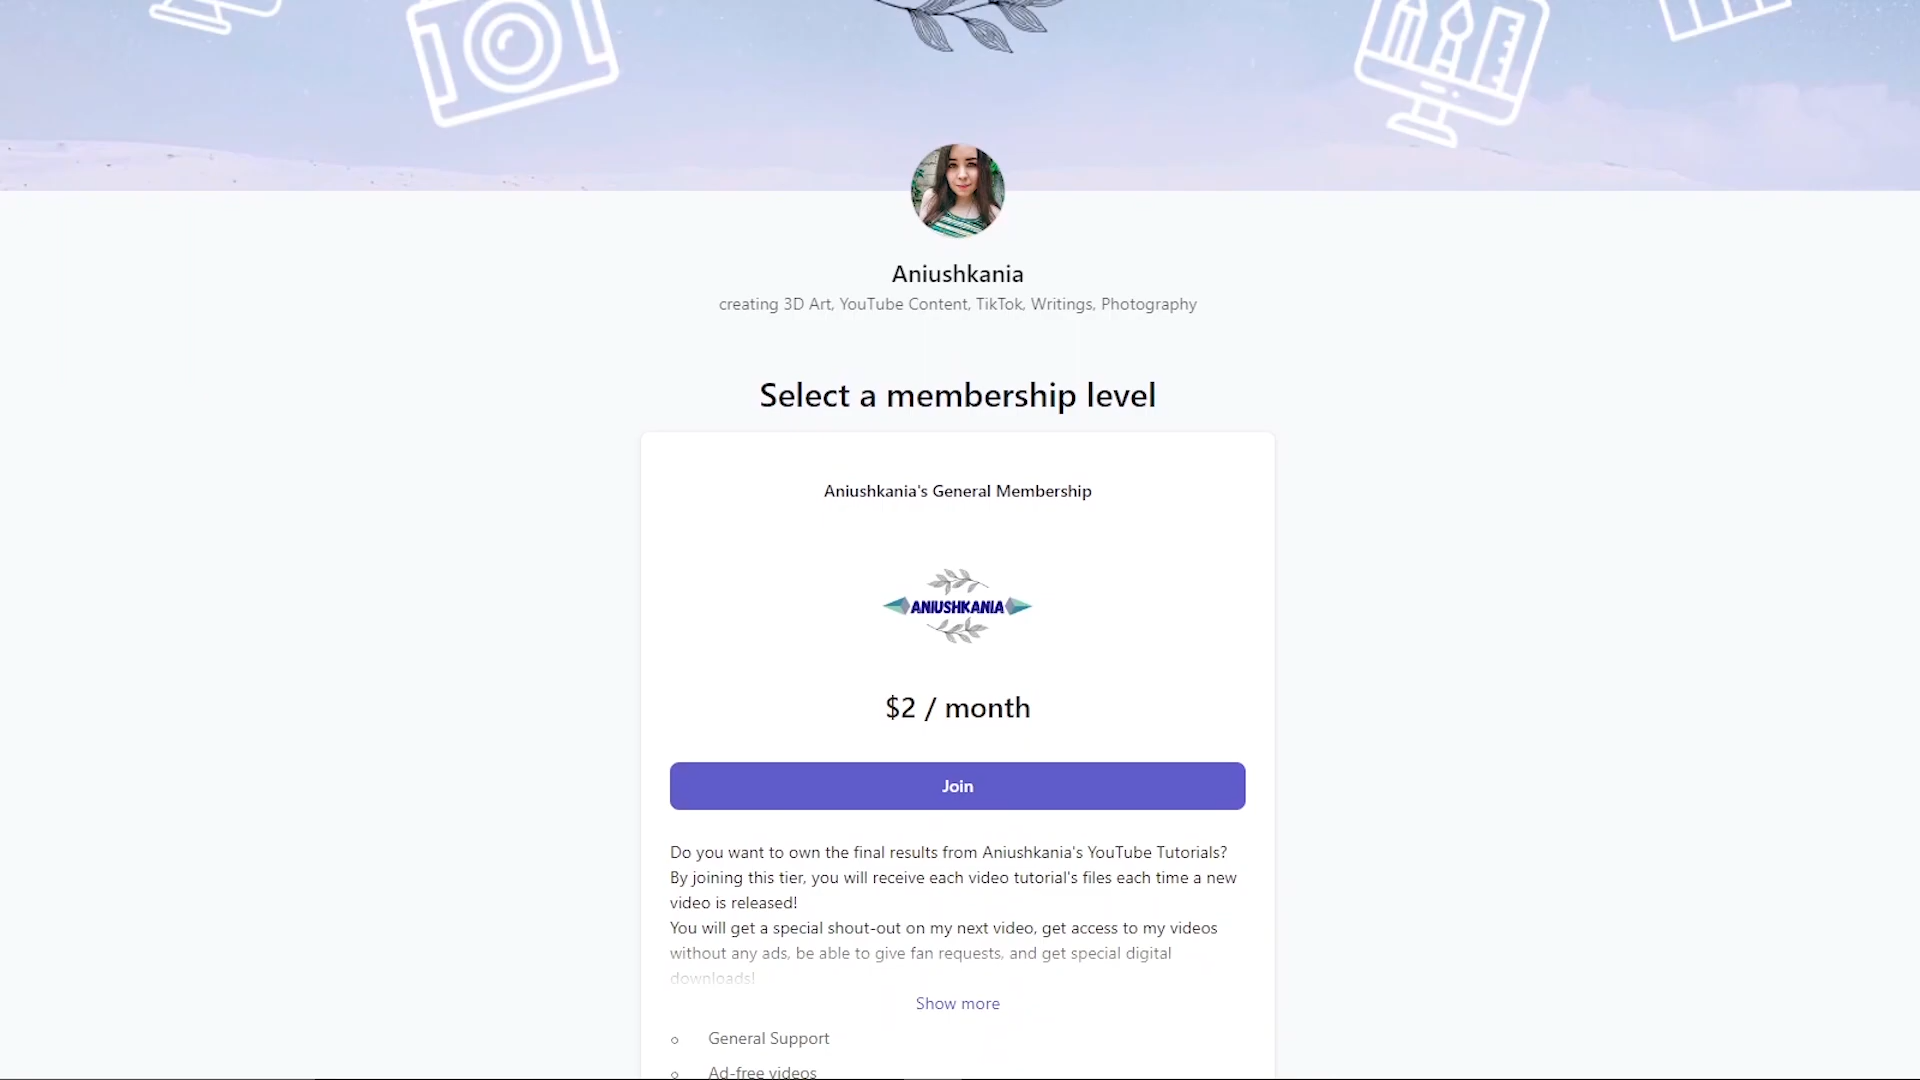 Aniushkania
creating 3D Art, YouTube Content, TikTok, Writings, Photography
Select a membership level
Aniushkania's General Membership
ANIUSHKANIA
$2 / month
Join
Do you want to own the final results from Aniushkania's YouTube Tutorials?
By joining this tier, you will receive each video tutorial's files each time a new
video is released!
You will get a special shout-out on my next video, get access to my videos
without any ads, be able to give fan requests, and get special digital
downloads!
Show more
General Support
Ad-free videos